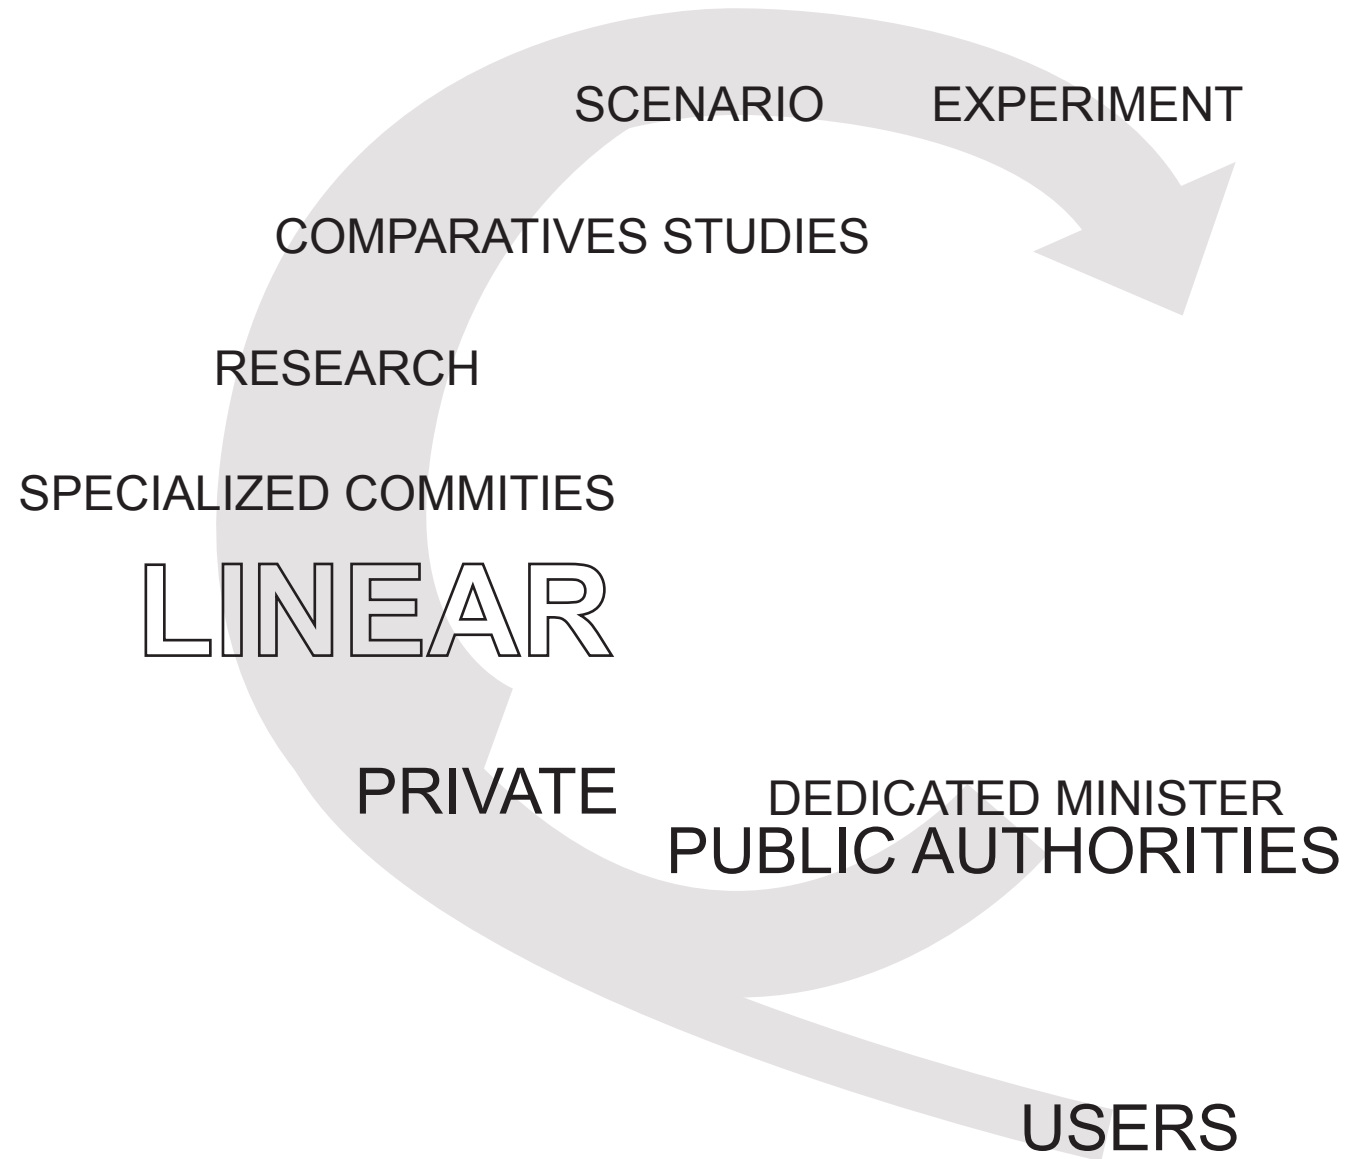 SCENARIO EXPERIMENT
COMPARATIVES STUDIES
RESEARCH
SPECIALIZED COMMITIES
LINEAR
PRIVATE
DEDICATED MINISTER
PUBLIC AUTHORITIES
USERS